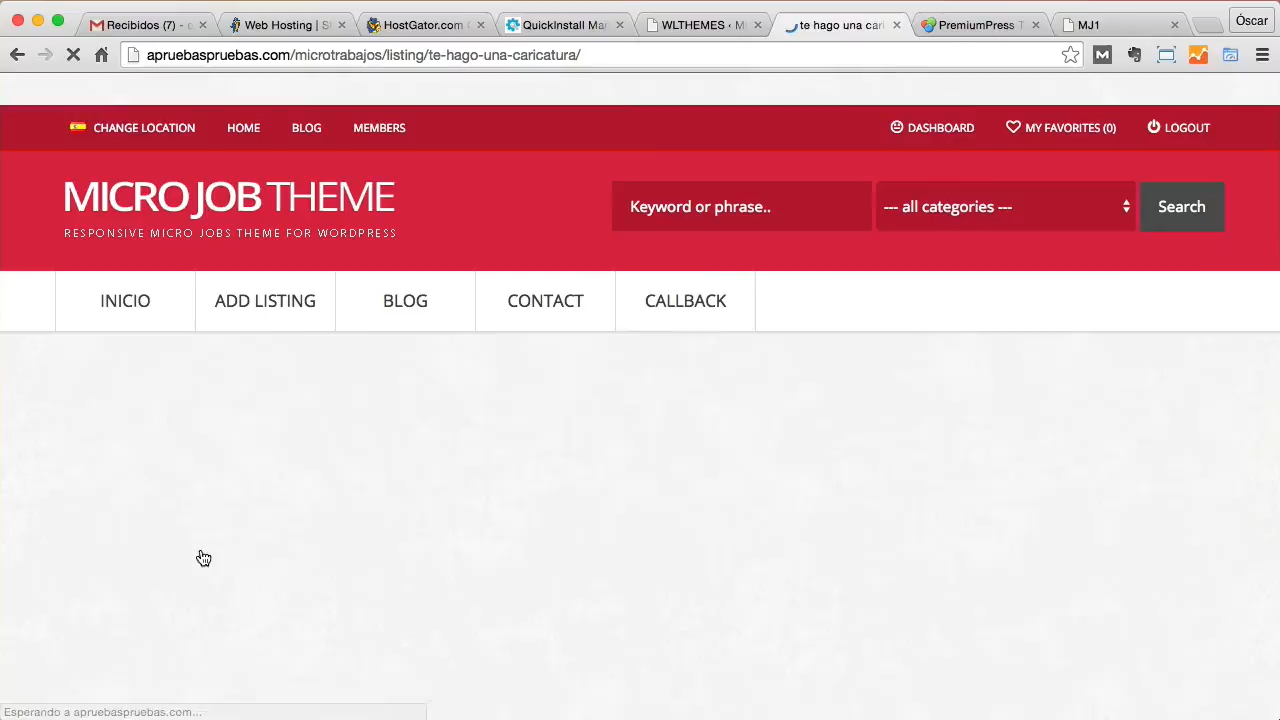 Recibidos (7) - o
Web Hosting | S
HostGator.com C
QuickInstall Ma
WLTHEMES ‹ M
te hago una cari
PremiumPress T
MJ1
Óscar
apruebaspruebas.com/microtrabajos/listing/te-hago-una-caricatura/
CHANGE LOCATION HOME BLOG MEMBERS DASHBOARD MY FAVORITES (0) LOGOUT
MICRO JOB THEME
RESPONSIVE MICRO JOBS THEME FOR WORDPRESS
Keyword or phrase.. --- all categories --- Search
INICIO ADD LISTING BLOG CONTACT CALLBACK
Esperando a apruebaspruebas.com...